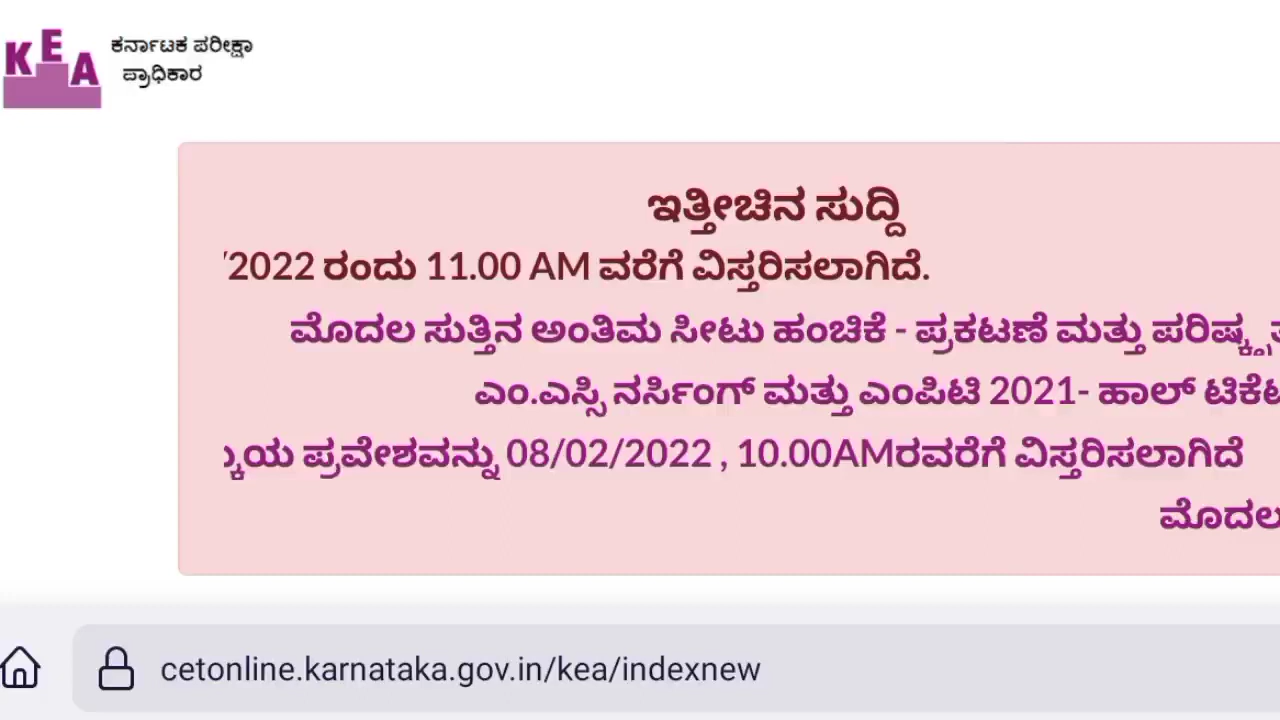 KEA
ಕರ್ನಾಟಕ ಪರೀಕ್ಷಾ
ಪ್ರಾಧಿಕಾರ
ಇತ್ತೀಚಿನ ಸುದ್ದಿ
/2022 ರಂದು 11.00 AM ವರೆಗೆ ವಿಸ್ತರಿಸಲಾಗಿದೆ.
ಮೊದಲ ಸುತ್ತಿನ ಅಂತಿಮ ಸೀಟು ಹಂಚಿಕೆ - ಪ್ರಕಟಣೆ ಮತ್ತು
ಎಂ.ಎಸ್ಸಿ ನರ್ಸಿಂಗ್ ಮತ್ತು ಎಂಪಿಟಿ 2021- ಹಾಲ್
ಪ್ರವೇಶವನ್ನು 08/02/2022 , 10.00AMರವರೆಗೆ ವಿಸ್ತರಿಸಲಾಗಿದೆ
ಮೊದಲ
cetonline.karnataka.gov.in/kea/indexnew